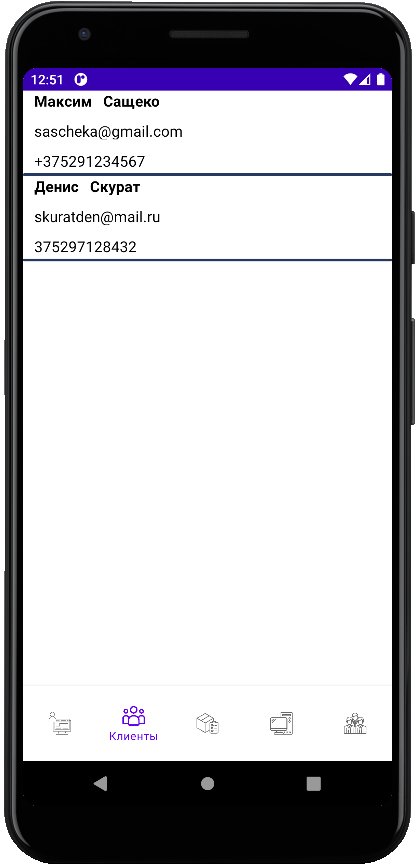 12:51
Максим Сащеко
sascheka@gmail.com
+375291234567
Денис Скурат
skuratden@mail.ru
375297128432
Клиенты